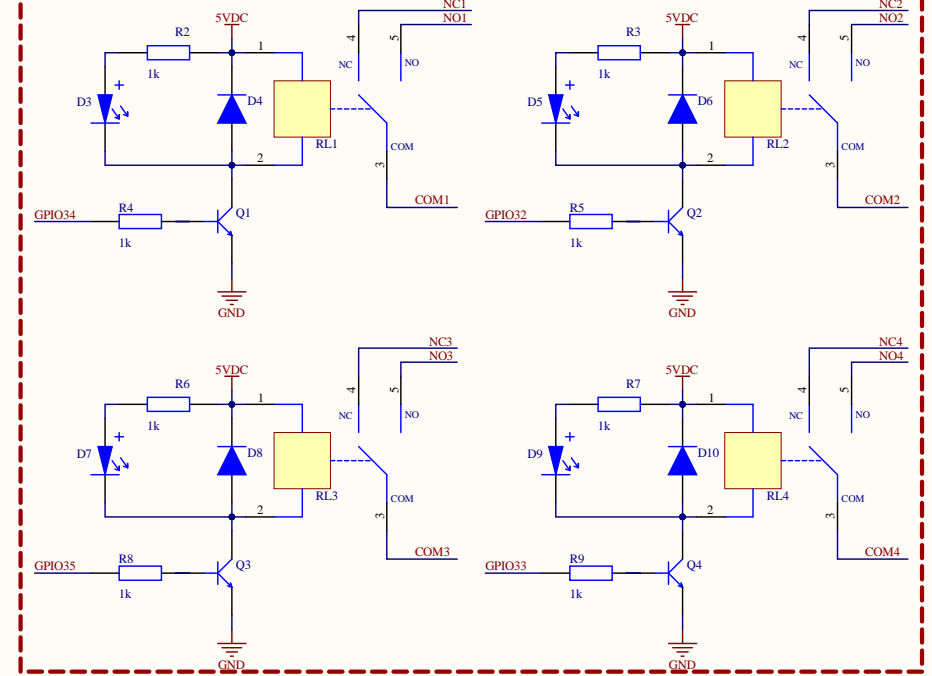 NC1
NO1
5VDC
R2
1
4
5
NC
NO
1k
+
D3
D4
RL1
COM
2
3
COM1
GPIO34
R4
Q1
1k
GND
NC2
NO2
5VDC
R3
1
4
5
NC
NO
1k
+
D5
D6
RL2
COM
2
3
COM2
GPIO32
R5
Q2
1k
GND
NC3
NO3
5VDC
R6
1
4
5
NC
NO
1k
+
D7
D8
RL3
COM
2
3
COM3
GPIO35
R8
Q3
1k
GND
NC4
NO4
5VDC
R7
1
4
5
NC
NO
1k
+
D9
D10
RL4
COM
2
3
COM4
GPIO33
R9
Q4
1k
GND